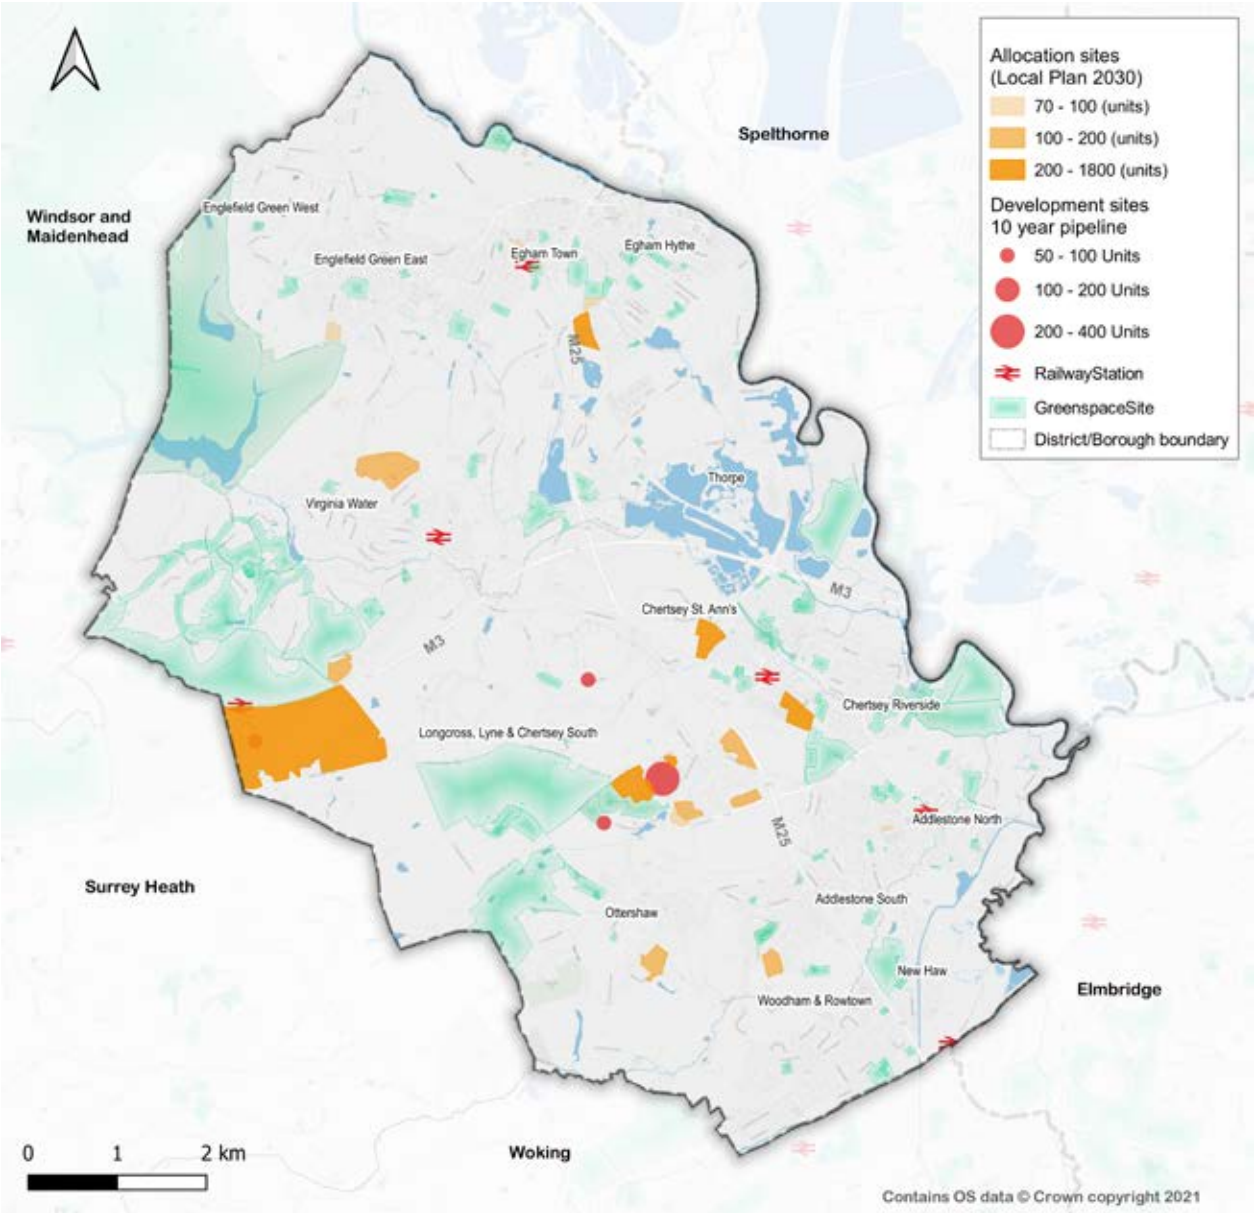 Allocation sites
(Local Plan 2030)
70 - 100 (units)
100 - 200 (units)
200 - 1800 (units)
Development sites
10 year pipeline
50 - 100 Units
100 - 200 Units
200 - 400 Units
RailwayStation
GreenspaceSite
District/Borough boundary
Spelthorne
Windsor and
Maidenhead
Englefield Green West
Englefield Green East
Egham Town
Egham Hythe
M25
Thorpe
Virginia Water
M3
Chertsey St. Ann's
M3
Chertsey Riverside
Longcross, Lyne & Chertsey South
M25
Addlestone North
Surrey Heath
Addlestone South
Ottershaw
New Haw
Woodham & Rowtown
Elmbridge
Woking
0 1 2 km
Contains OS data © Crown copyright 2021